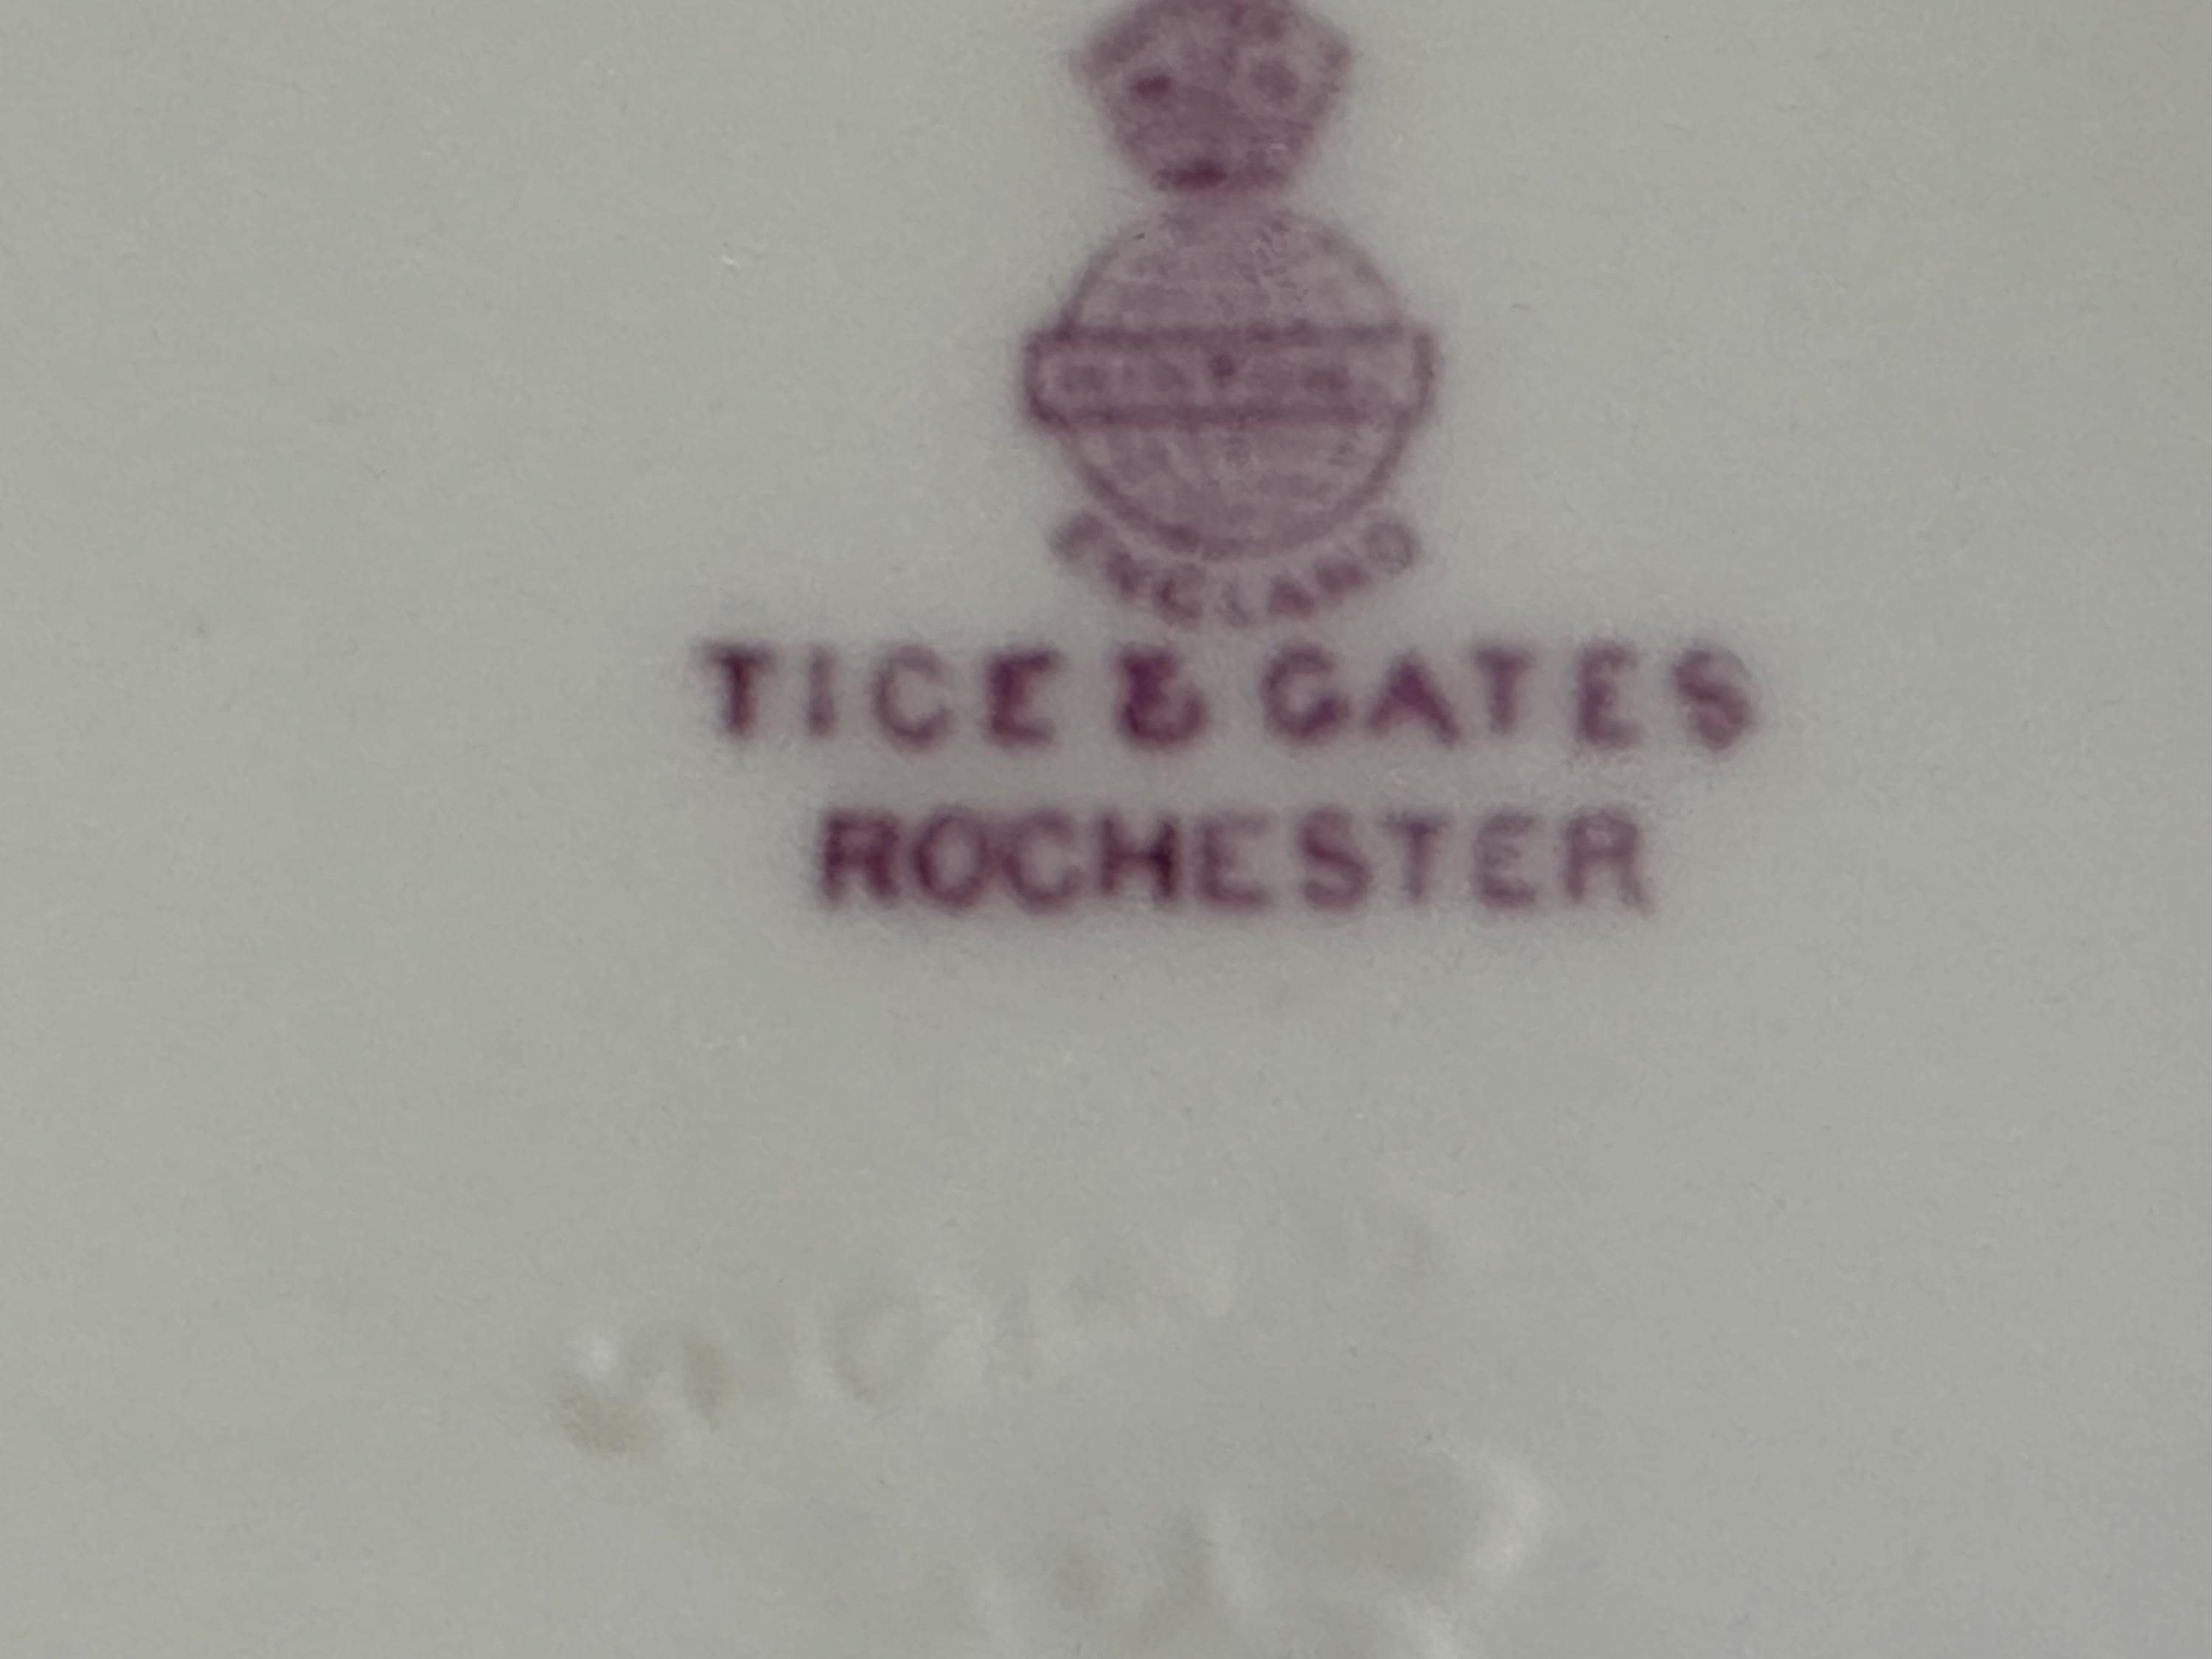 ENGLAND
TICE & GATES
ROCHESTER